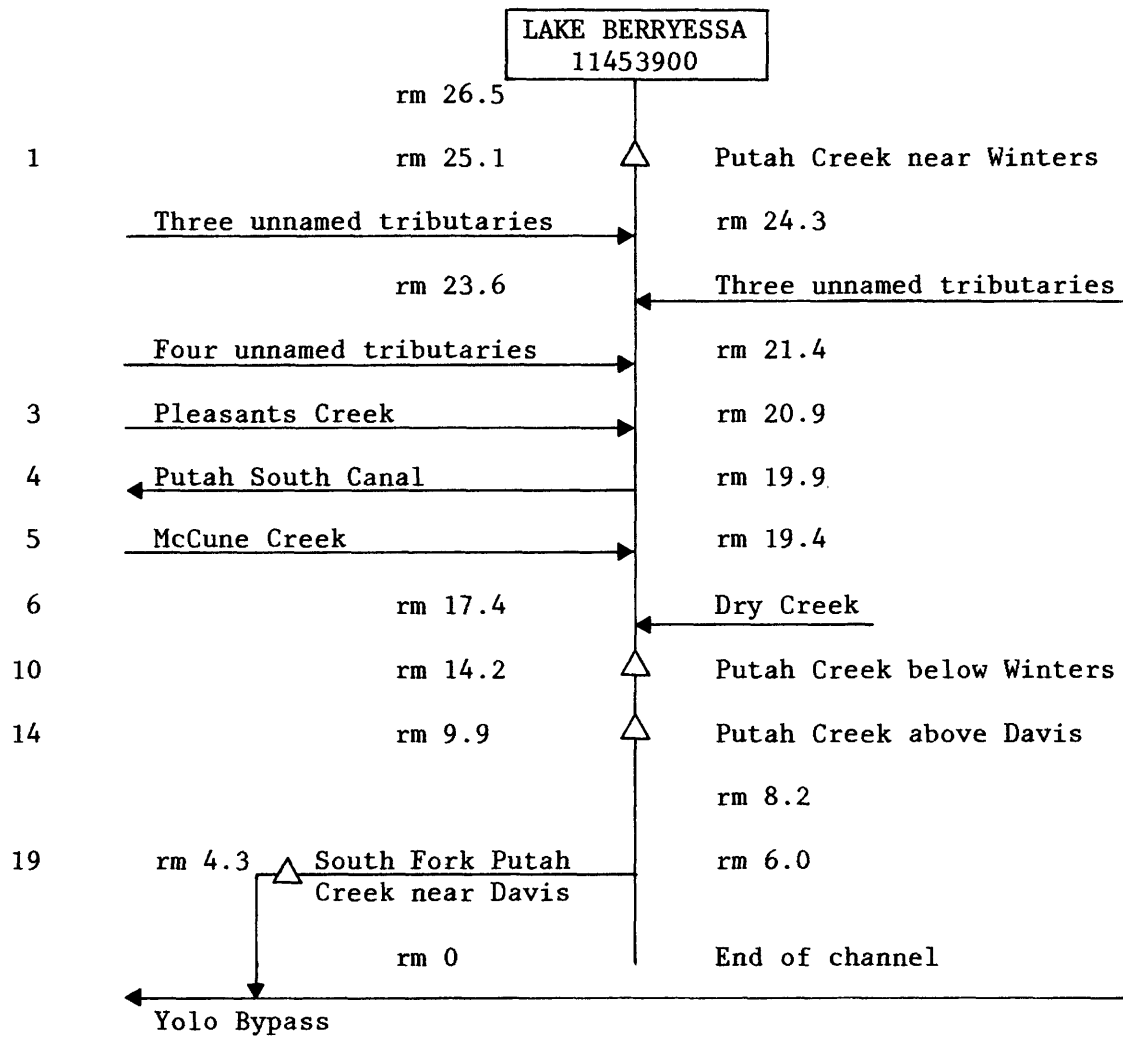 LAKE BERRYESSA
11453900
rm 26.5
1 rm 25.1 Putah Creek near Winters
Three unnamed tributaries rm 24.3
rm 23.6 Three unnamed tributaries
Four unnamed tributaries rm 21.4
3 Pleasants Creek rm 20.9
4 Putah South Canal rm 19.9
5 McCune Creek rm 19.4
6 rm 17.4 Dry Creek
10 rm 14.2 Putah Creek below Winters
14 rm 9.9 Putah Creek above Davis
rm 8.2
19 rm 4.3 South Fork Putah rm 6.0
Creek near Davis
rm 0 End of channel
Yolo Bypass